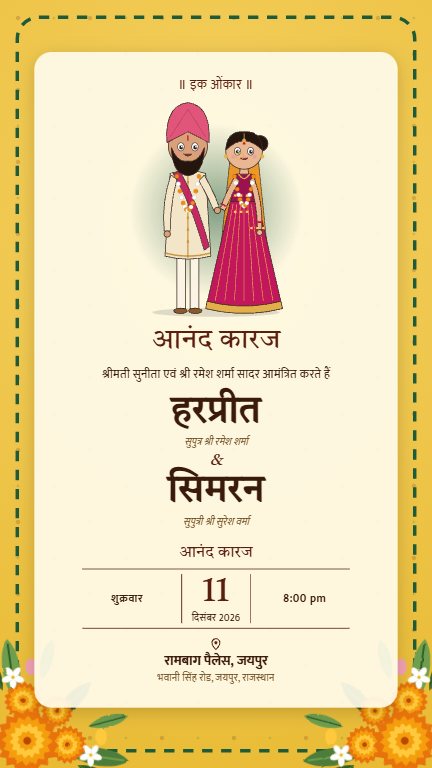 ॥ इक ओंकार ॥
आनंद कारज
श्रीमती सुनीता एवं श्री रमेश शर्मा सादर आमंत्रित करते हैं
हरप्रीत
सुपुत्र श्री रमेश शर्मा
&
सिमरन
सुपुत्री श्री सुरेश वर्मा
आनंद कारज
शुक्रवार
11
दिसंबर 2026
8:00 pm
रामबाग पैलेस, जयपुर
भवानी सिंह रोड, जयपुर, राजस्थान